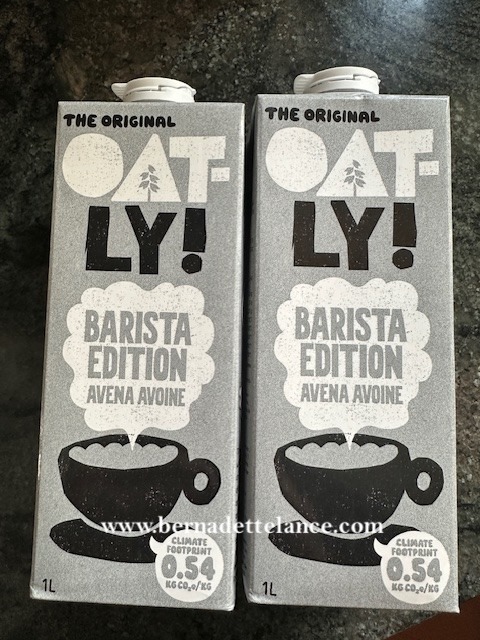 THE ORIGINAL
OAT-
LY!
BARISTA
EDITION
AVENA AVOINE
CLIMATE
FOOTPRINT
0.54
KG CO₂e/KG
1L
THE ORIGINAL
OAT-
LY!
BARISTA
EDITION
AVENA AVOINE
CLIMATE
FOOTPRINT
0.54
KG CO₂e/KG
1L
www.bernadettelance.com